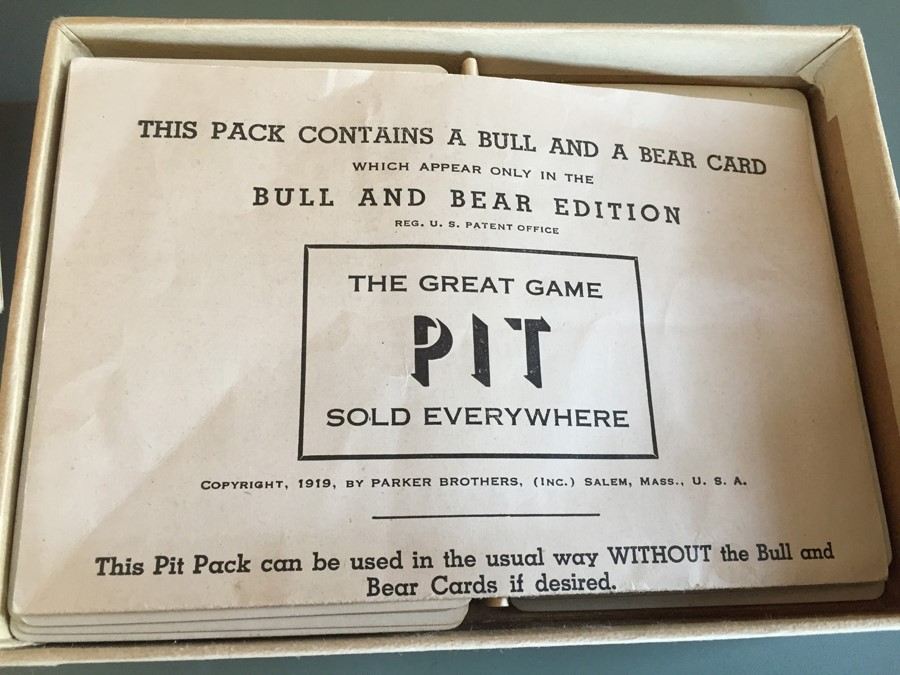 THIS PACK CONTAINS A BULL AND A BEAR CARD
WHICH APPEAR ONLY IN THE
BULL AND BEAR EDITION
REG. U. S. PATENT OFFICE
THE GREAT GAME
PIT
SOLD EVERYWHERE
COPYRIGHT, 1919, BY PARKER BROTHERS, (INC.) SALEM, MASS., U. S. A.
This Pit Pack can be used in the usual way WITHOUT the Bull and
Bear Cards if desired.